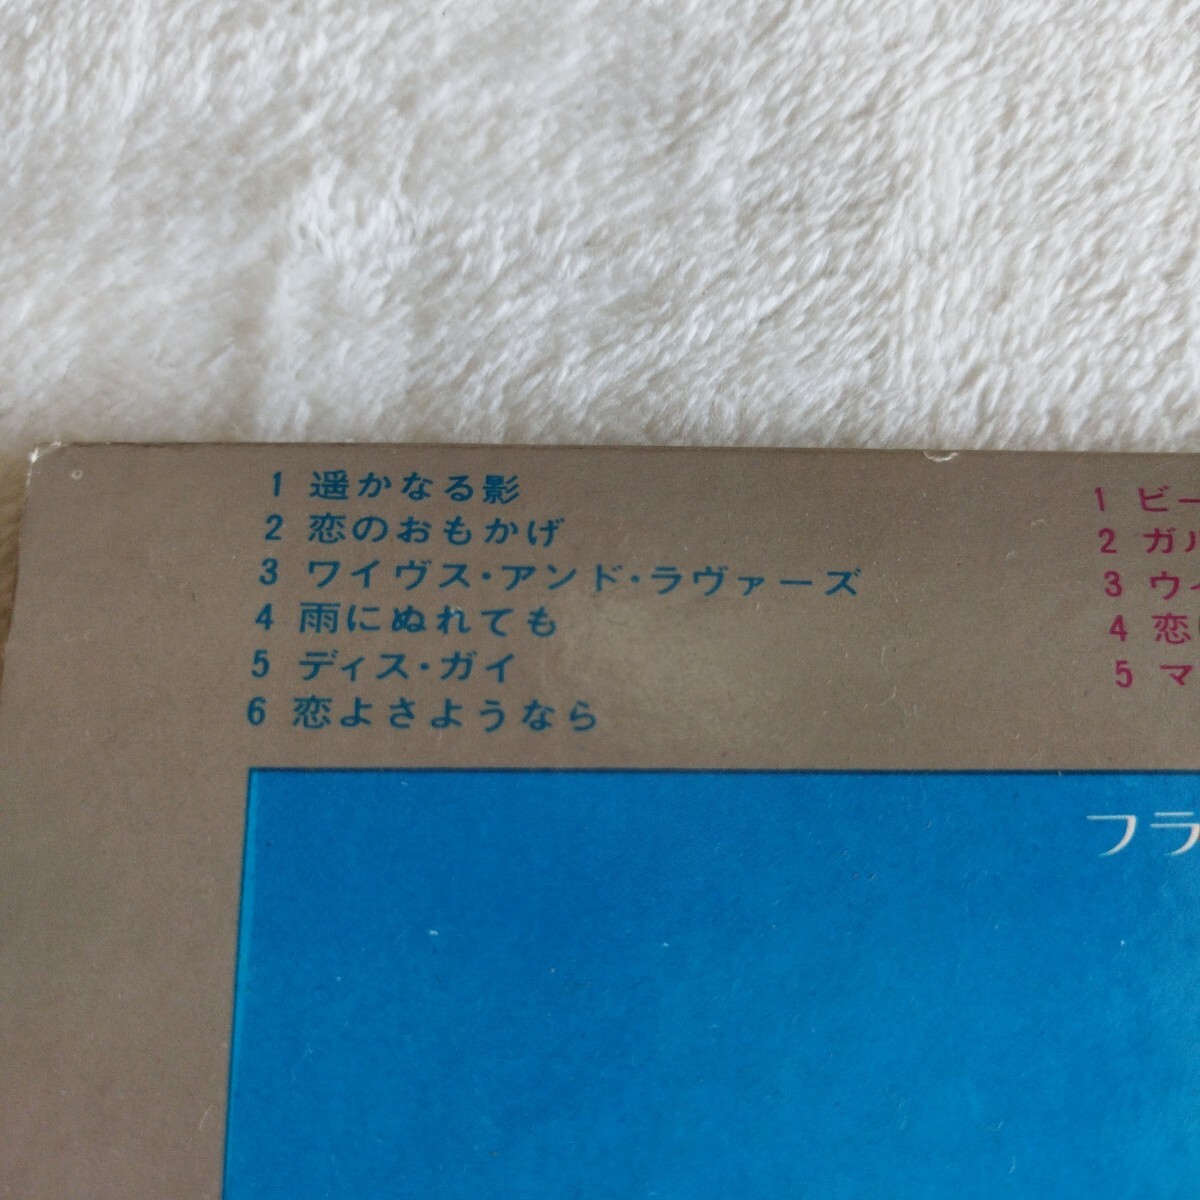 1 遥かなる影
2 恋のおもかげ
3 ワイヴス・アンド・ラヴァーズ
4 雨にぬれても
5 ディス・ガイ
6 恋よさようなら
1 ビー
2 ガル
3 ウイ
4 恋
5 マ
フラ